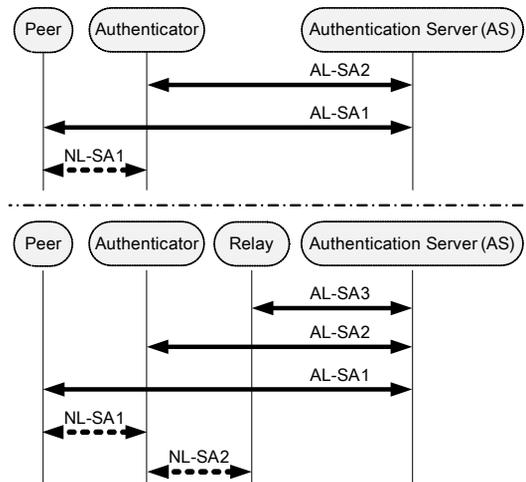 Peer Authenticator Authentication Server (AS)
AL-SA2
AL-SA1
NL-SA1
Peer Authenticator Relay Authentication Server (AS)
AL-SA3
AL-SA2
AL-SA1
NL-SA1
NL-SA2